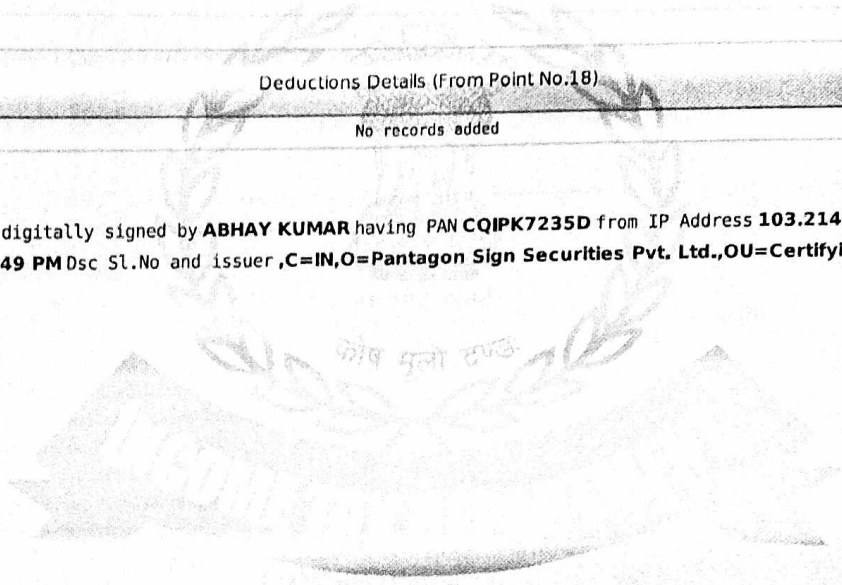 Deductions Details (From Point No.18)
No records added
digitally signed by ABHAY KUMAR having PAN CQIPK7235D from IP Address 103.214
49 PM Dsc Sl.No and issuer ,C=IN,O=Pantagon Sign Securities Pvt. Ltd.,OU=Certifyi
कोष मूलो दण्डः